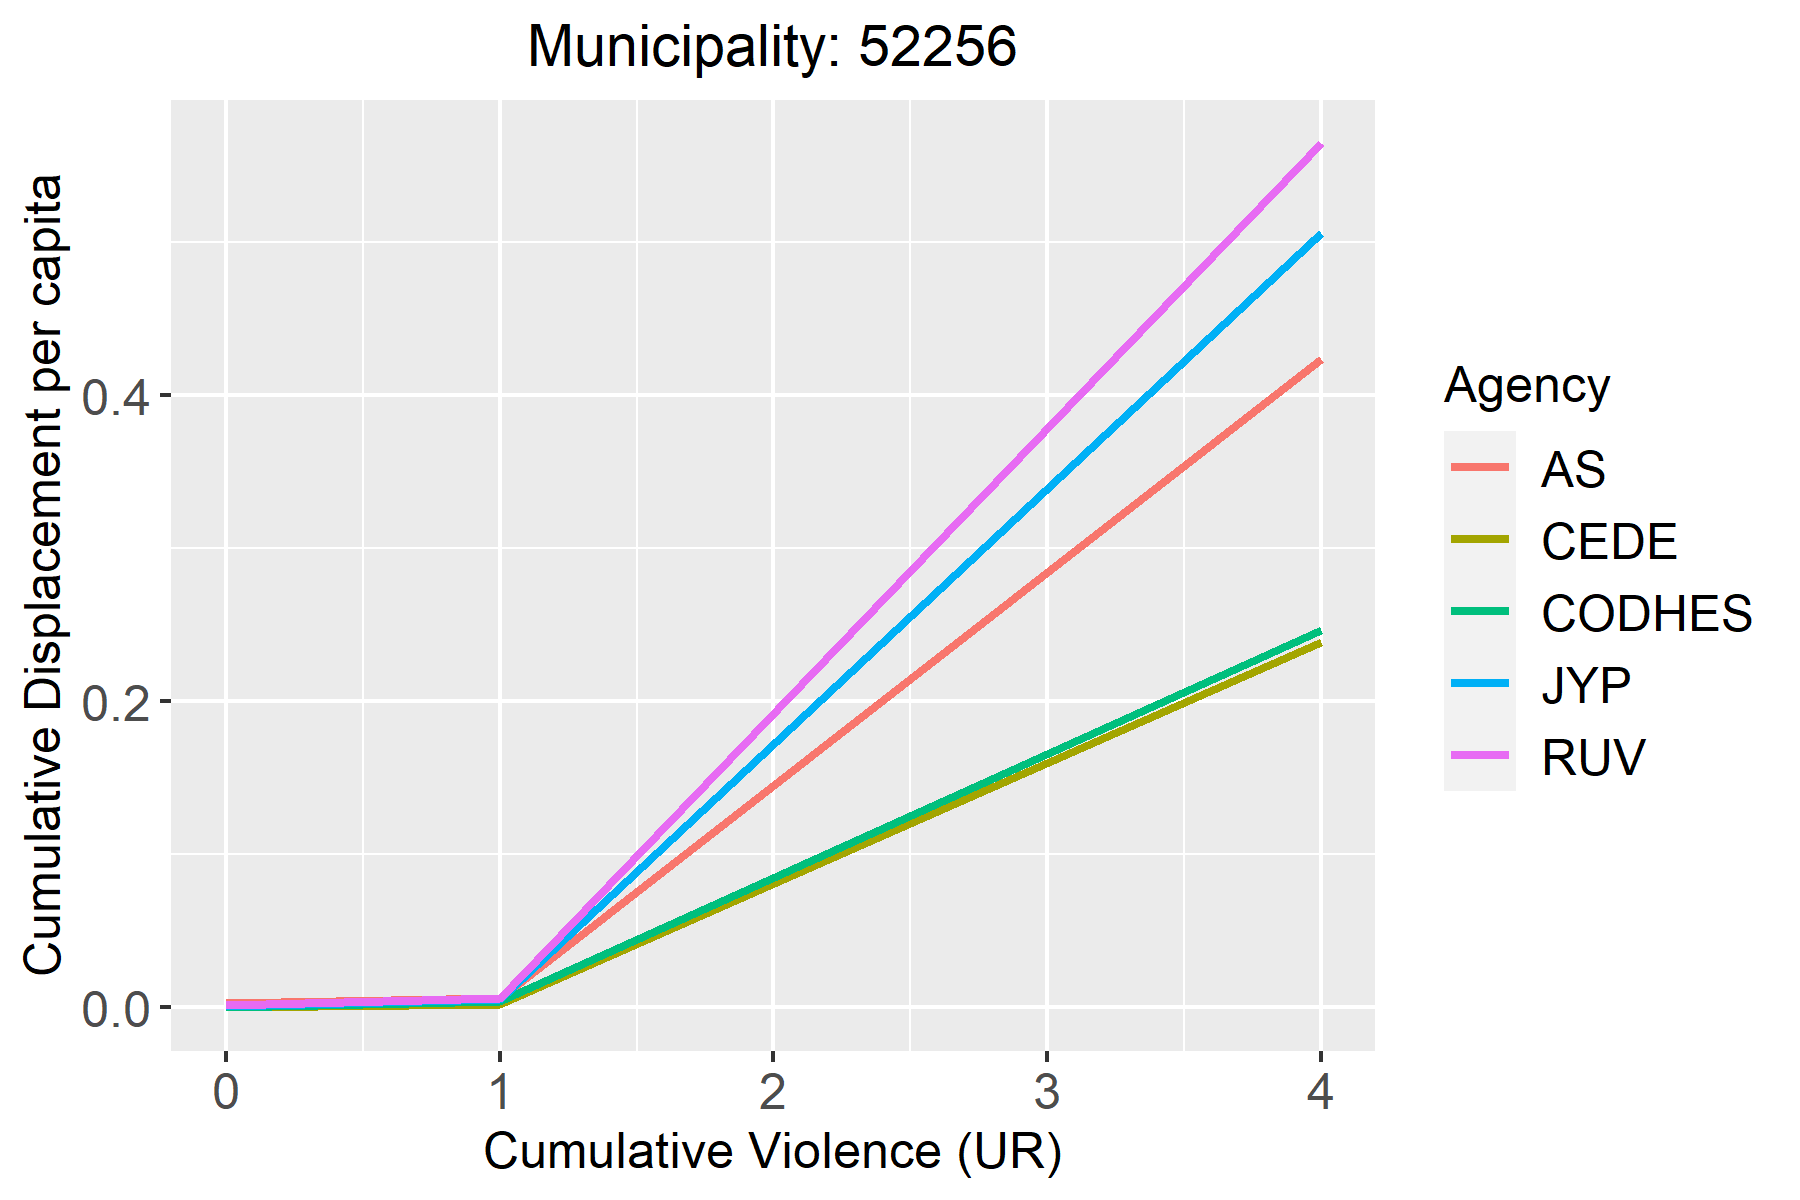 Municipality: 52256
Cumulative Displacement per capita
0.4
0.2
0.0
0 1 2 3 4
Cumulative Violence (UR)
Agency
AS
CEDE
CODHES
JYP
RUV